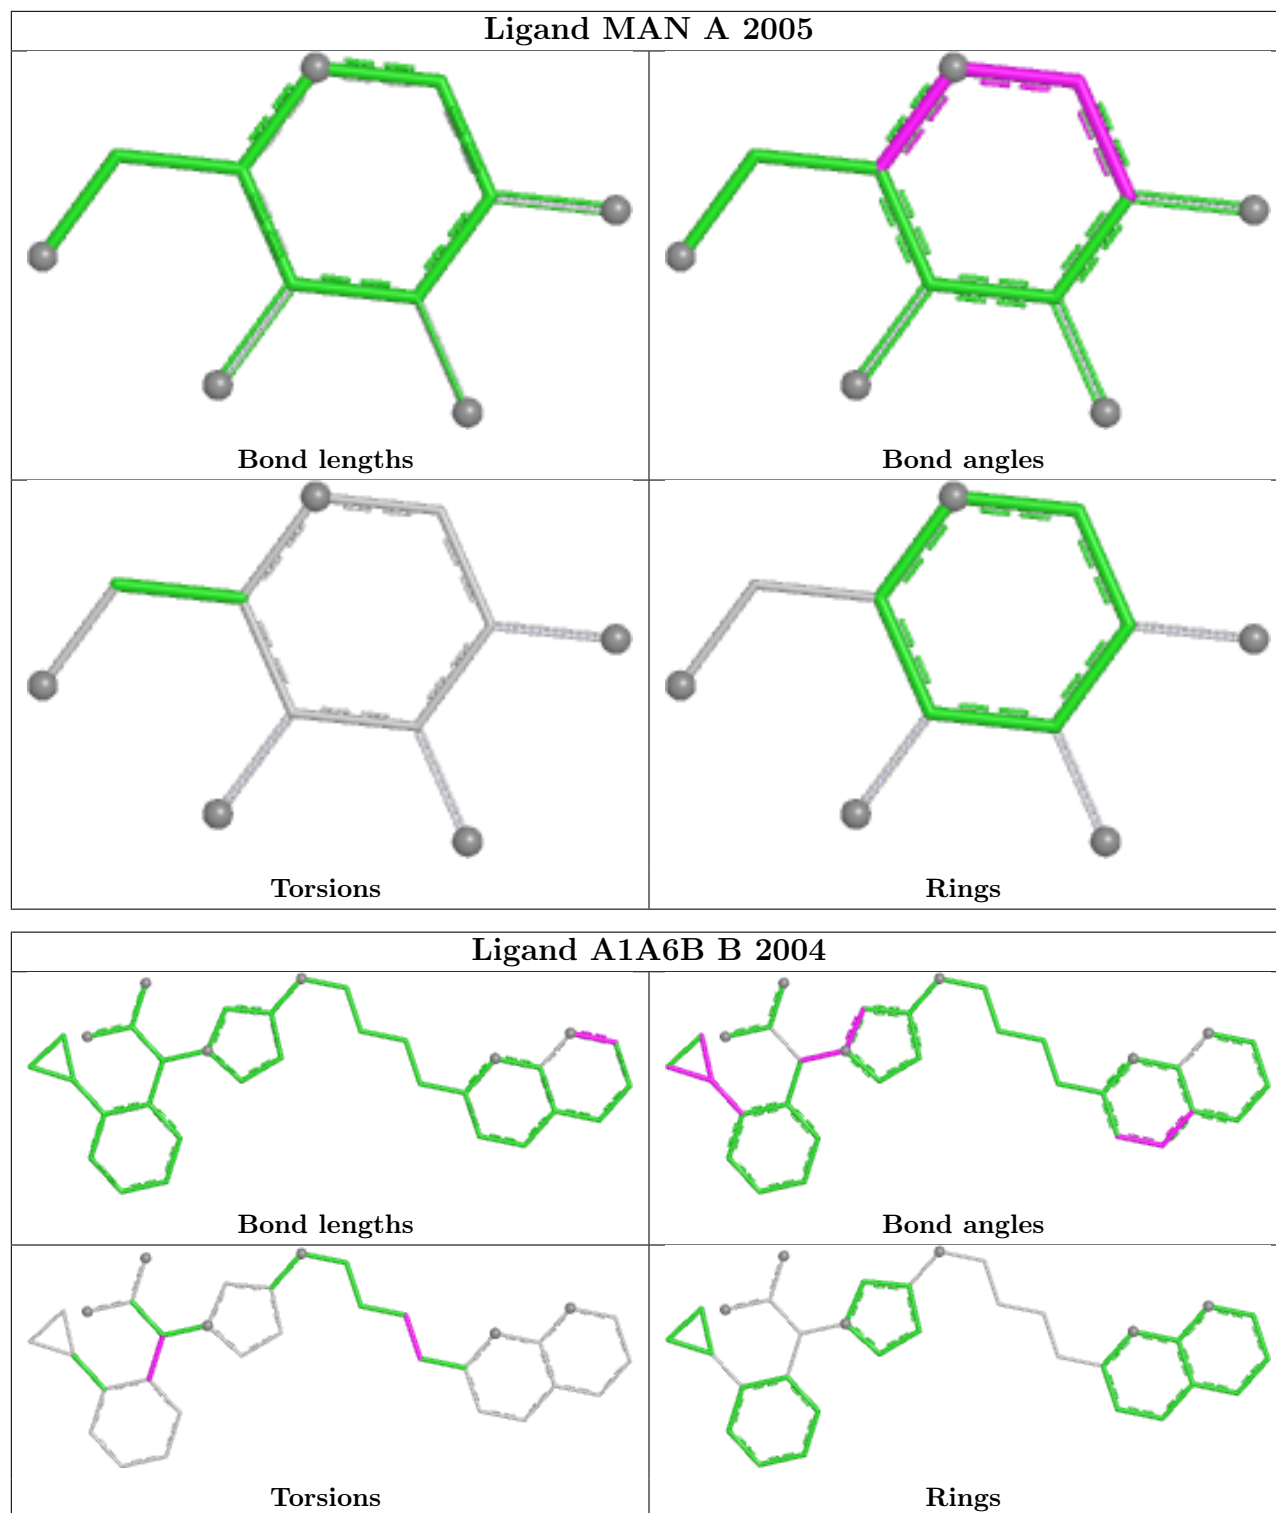 Ligand MAN A 2005
Bond lengths
Bond angles
Torsions
Rings
Ligand A1A6B B 2004
Bond lengths
Bond angles
Torsions
Rings